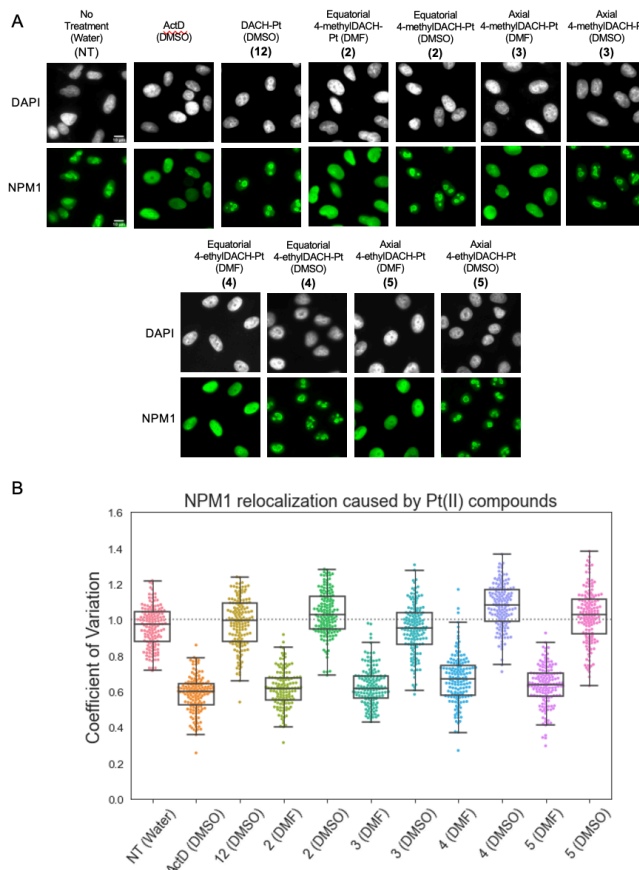 A
No
Treatment
(Water)
(NT)
ActD
(DMSO)
DACH-Pt
(DMSO)
(12)
Equatorial
4-methylDACH-
Pt (DMF)
(2)
Equatorial
4-methylDACH-Pt
(DMSO)
(2)
Axial
4-methylDACH-Pt
(DMF)
(3)
Axial
4-methylDACH-Pt
(DMSO)
(3)
DAPI
NPM1
Equatorial
4-ethylDACH-Pt
(DMF)
(4)
Equatorial
4-ethylDACH-Pt
(DMSO)
(4)
Axial
4-ethylDACH-Pt
(DMF)
(5)
Axial
4-ethylDACH-Pt
(DMSO)
(5)
DAPI
NPM1
B
NPM1 relocalization caused by Pt(II) compounds
Coefficient of Variation
1.6
1.4
1.2
1.0
0.8
0.6
0.4
0.2
0.0
NT (Water)
ActD (DMSO)
12 (DMSO)
2 (DMF)
2 (DMSO)
3 (DMF)
3 (DMSO)
4 (DMF)
4 (DMSO)
5 (DMF)
5 (DMSO)